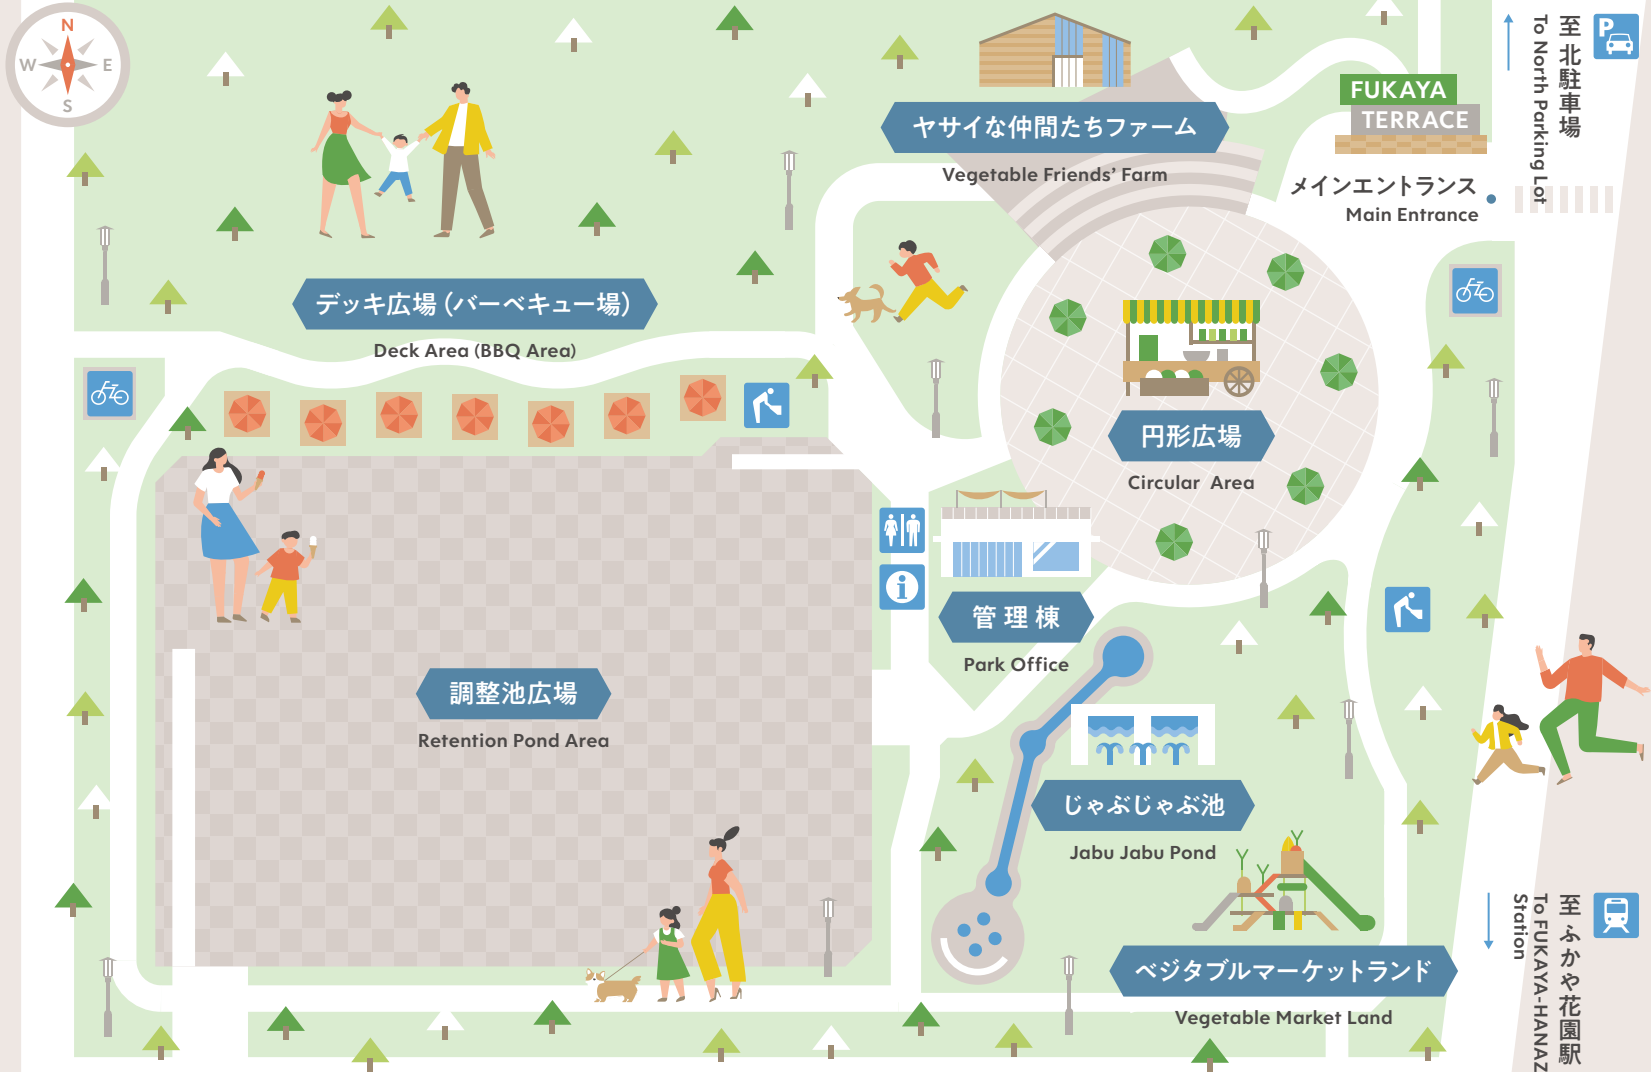 N
W
E
S
ヤサイな仲間たちファーム
Vegetable Friends’ Farm
FUKAYA
TERRACE
メインエントランス
Main Entrance
P
至 北駐車場
To North Parking Lot
デッキ広場（バーベキュー場）
Deck Area (BBQ Area)
円形広場
Circular Area
i
管理棟
Park Office
調整池広場
Retention Pond Area
じゃぶじゃぶ池
Jabu Jabu Pond
ベジタブルマーケットランド
Vegetable Market Land
至 ふかや花園駅
To FUKAYA-HANAZ
Station